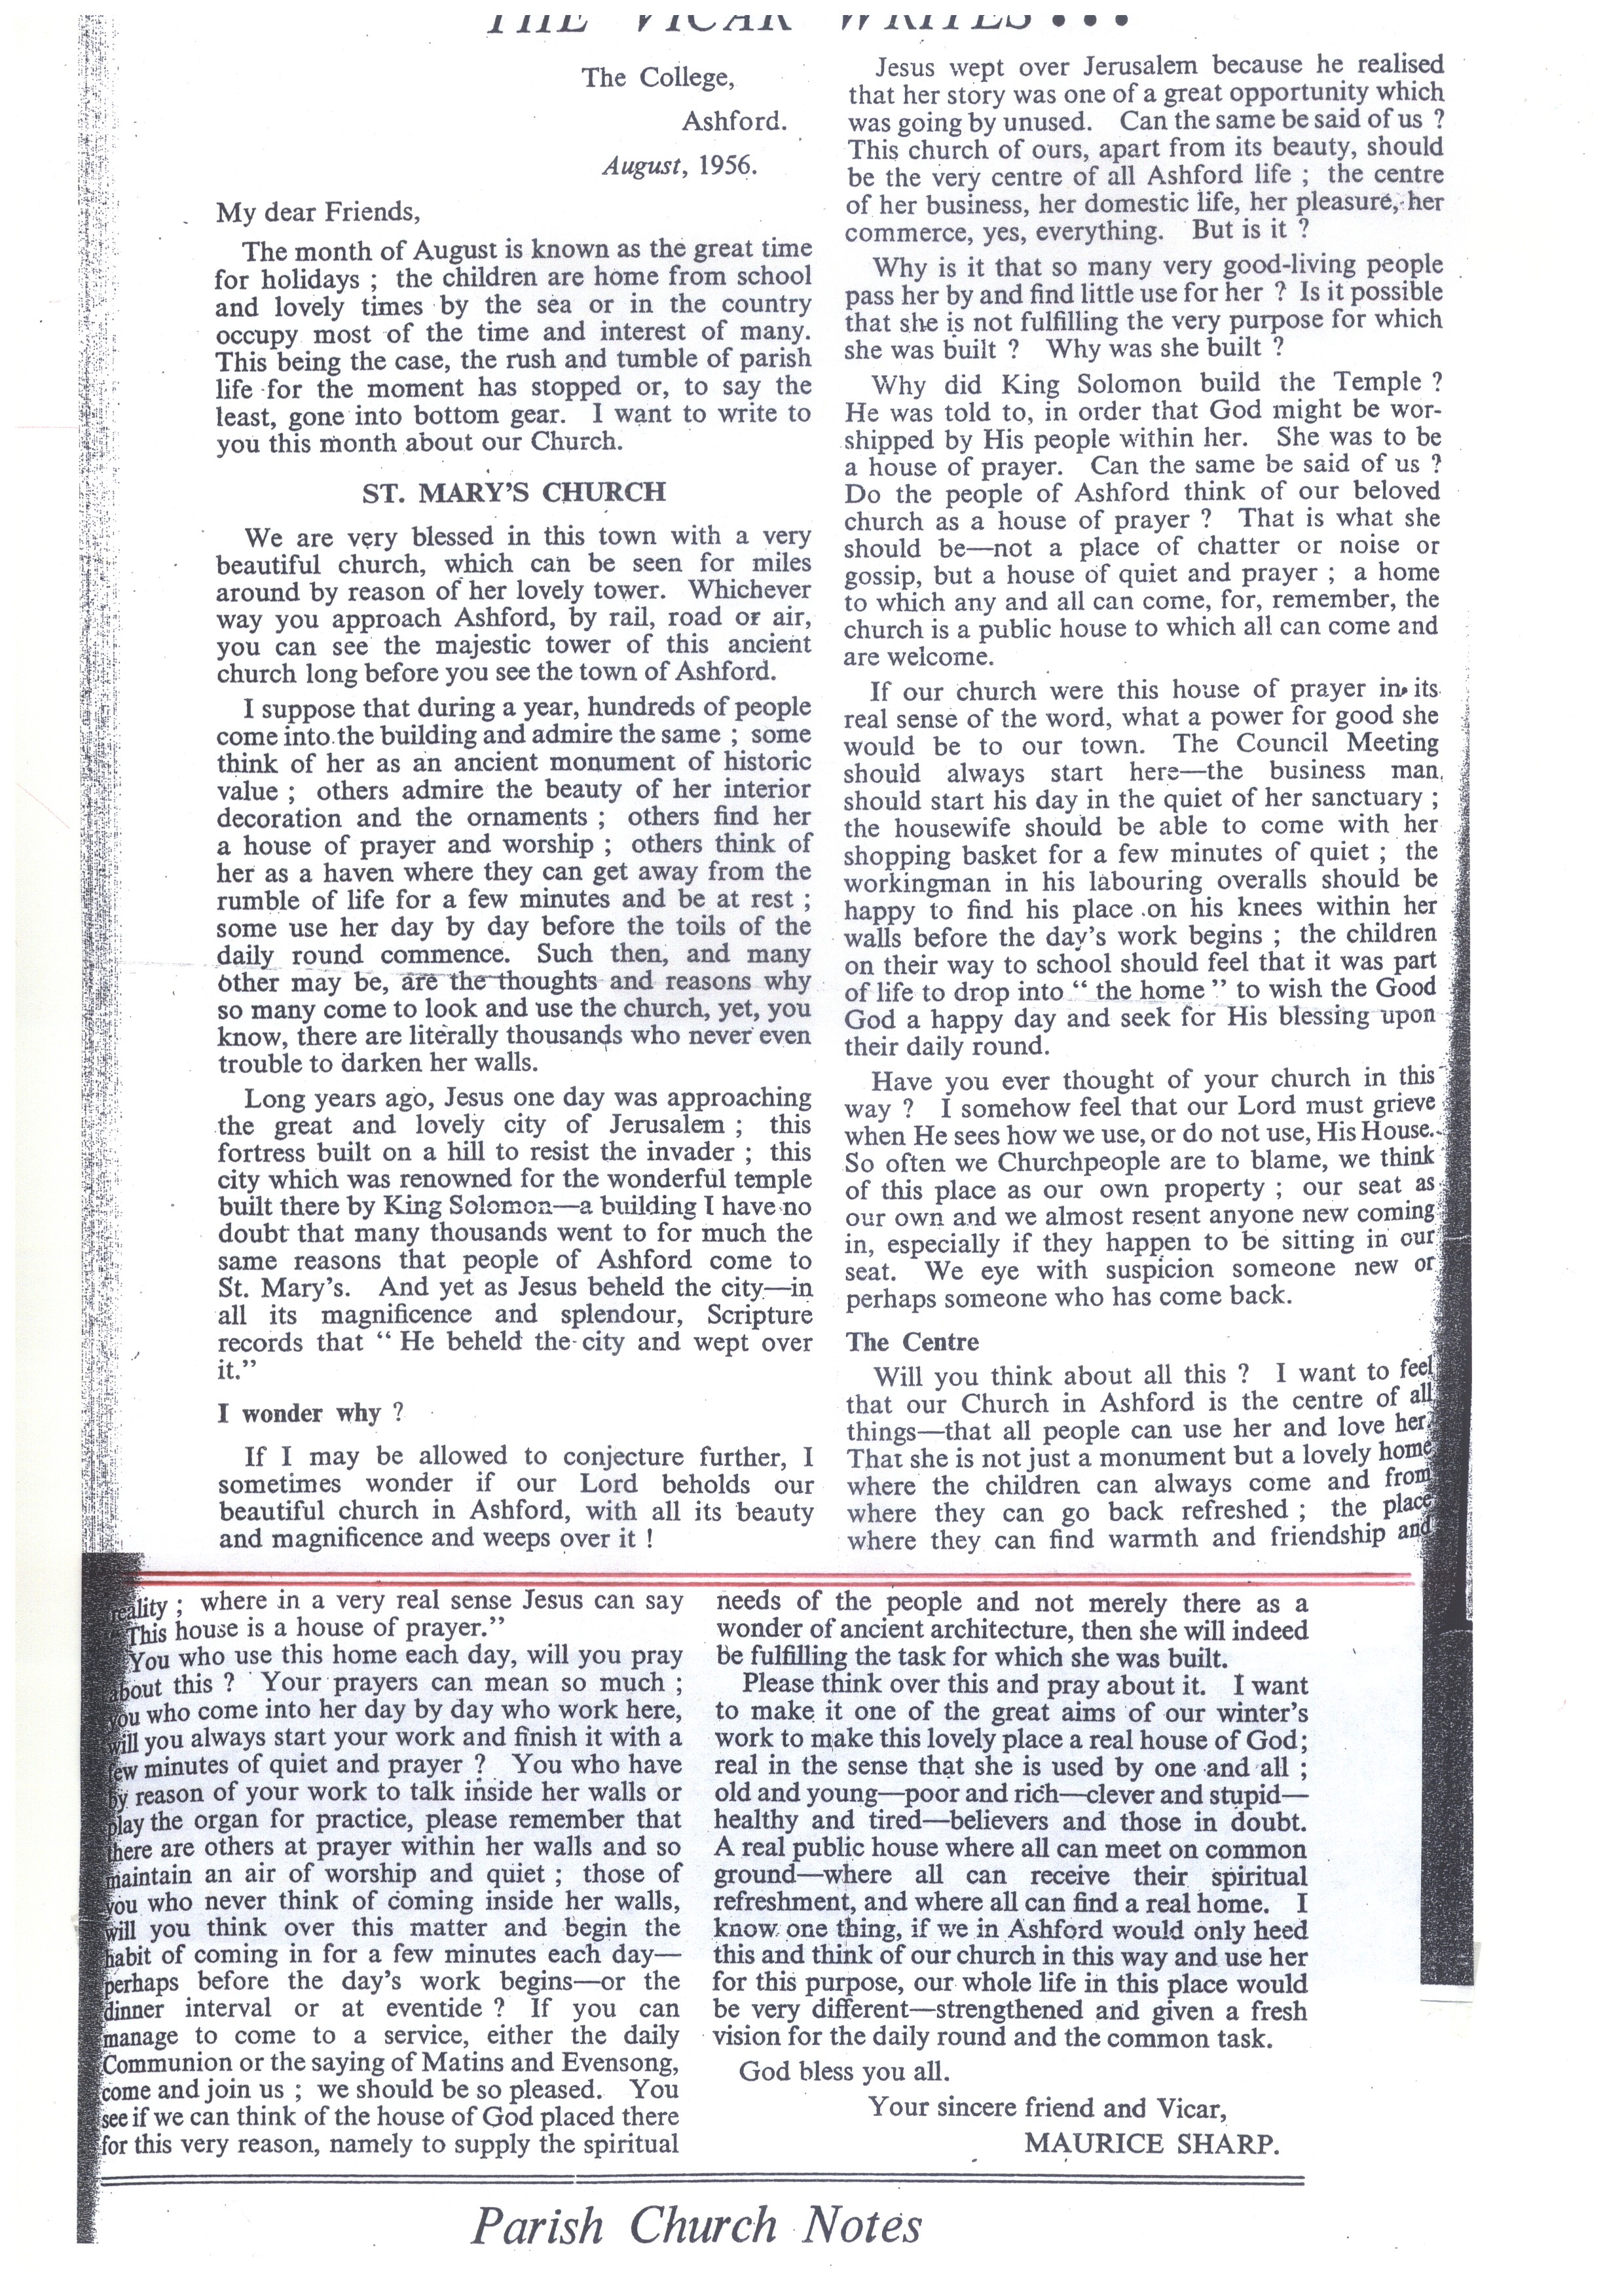 THE VICAR WRITES...
The College,
Ashford.
August, 1956.
My dear Friends,
The month of August is known as the great time
for holidays ; the children are home from school
and lovely times by the sea or in the country
occupy most of the time and interest of many.
This being the case, the rush and tumble of parish
life for the moment has stopped or, to say the
least, gone into bottom gear. I want to write to
you this month about our Church.
ST. MARY'S CHURCH
We are very blessed in this town with a very
beautiful church, which can be seen for miles
around by reason of her lovely tower. Whichever
way you approach Ashford, by rail, road or air,
you can see the majestic tower of this ancient
church long before you see the town of Ashford.
I suppose that during a year, hundreds of people
come into the building and admire the same ; some
think of her as an ancient monument of historic
value ; others admire the beauty of her interior
decoration and the ornaments ; others find her
a house of prayer and worship ; others think of
her as a haven where they can get away from the
rumble of life for a few minutes and be at rest ;
some use her day by day before the toils of the
daily round commence. Such then, and many
other may be, are the thoughts and reasons why
so many come to look and use the church, yet, you
know, there are literally thousands who never even
trouble to darken her walls.
Long years ago, Jesus one day was approaching
the great and lovely city of Jerusalem ; this
fortress built on a hill to resist the invader ; this
city which was renowned for the wonderful temple
built there by King Solomon—a building I have no
doubt that many thousands went to for much the
same reasons that people of Ashford come to
St. Mary's. And yet as Jesus beheld the city—in
all its magnificence and splendour, Scripture
records that " He beheld the city and wept over
it."
I wonder why ?
If I may be allowed to conjecture further, I
sometimes wonder if our Lord beholds our
beautiful church in Ashford, with all its beauty
and magnificence and weeps over it !
Jesus wept over Jerusalem because he realised
that her story was one of a great opportunity which
was going by unused. Can the same be said of us ?
This church of ours, apart from its beauty, should
be the very centre of all Ashford life ; the centre
of her business, her domestic life, her pleasure, her
commerce, yes, everything. But is it ?
Why is it that so many very good-living people
pass her by and find little use for her ? Is it possible
that she is not fulfilling the very purpose for which
she was built ? Why was she built ?
Why did King Solomon build the Temple ?
He was told to, in order that God might be wor-
shipped by His people within her. She was to be
a house of prayer. Can the same be said of us ?
Do the people of Ashford think of our beloved
church as a house of prayer ? That is what she
should be—not a place of chatter or noise or
gossip, but a house of quiet and prayer ; a home
to which any and all can come, for, remember, the
church is a public house to which all can come and
are welcome.
If our church were this house of prayer in its
real sense of the word, what a power for good she
would be to our town. The Council Meeting
should always start here—the business man
should start his day in the quiet of her sanctuary ;
the housewife should be able to come with her
shopping basket for a few minutes of quiet ; the
workingman in his labouring overalls should be
happy to find his place on his knees within her
walls before the day's work begins ; the children
on their way to school should feel that it was part
of life to drop into " the home " to wish the Good
God a happy day and seek for His blessing upon
their daily round.
Have you ever thought of your church in this
way ? I somehow feel that our Lord must grieve
when He sees how we use, or do not use, His House.
So often we Churchpeople are to blame, we think
of this place as our own property ; our seat as
our own and we almost resent anyone new coming
in, especially if they happen to be sitting in our
seat. We eye with suspicion someone new or
perhaps someone who has come back.
The Centre
Will you think about all this ? I want to feel
that our Church in Ashford is the centre of all
things—that all people can use her and love her.
That she is not just a monument but a lovely home
where the children can always come and from
where they can go back refreshed ; the place
where they can find warmth and friendship and
reality ; where in a very real sense Jesus can say
"This house is a house of prayer."
You who use this home each day, will you pray
about this ? Your prayers can mean so much ;
you who come into her day by day who work here,
will you always start your work and finish it with a
few minutes of quiet and prayer ? You who have
by reason of your work to talk inside her walls or
play the organ for practice, please remember that
there are others at prayer within her walls and so
maintain an air of worship and quiet ; those of
you who never think of coming inside her walls,
will you think over this matter and begin the
habit of coming in for a few minutes each day—
perhaps before the day's work begins—or the
dinner interval or at eventide ? If you can
manage to come to a service, either the daily
Communion or the saying of Matins and Evensong,
come and join us ; we should be so pleased. You
see if we can think of the house of God placed there
for this very reason, namely to supply the spiritual
needs of the people and not merely there as a
wonder of ancient architecture, then she will indeed
be fulfilling the task for which she was built.
Please think over this and pray about it. I want
to make it one of the great aims of our winter's
work to make this lovely place a real house of God;
real in the sense that she is used by one and all ;
old and young—poor and rich—clever and stupid—
healthy and tired—believers and those in doubt.
A real public house where all can meet on common
ground—where all can receive their spiritual
refreshment, and where all can find a real home. I
know one thing, if we in Ashford would only heed
this and think of our church in this way and use her
for this purpose, our whole life in this place would
be very different—strengthened and given a fresh
vision for the daily round and the common task.
God bless you all.
Your sincere friend and Vicar,
MAURICE SHARP.
Parish Church Notes